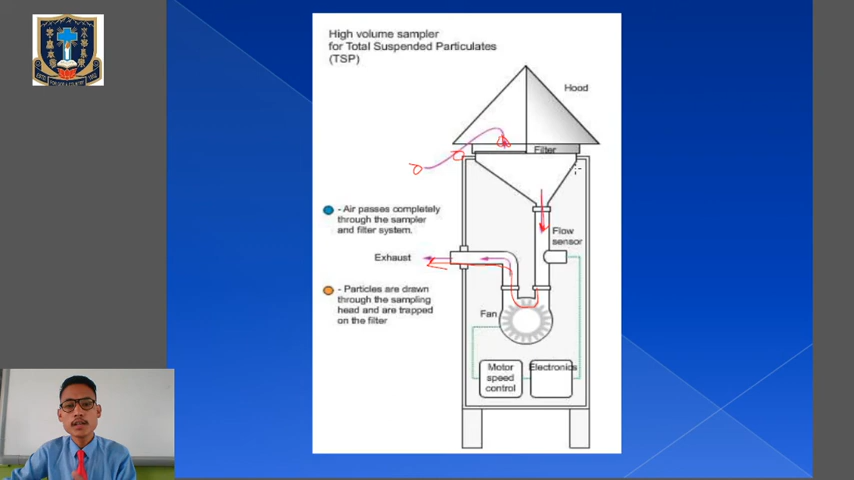 High volume sampler
for Total Suspended Particulates
(TSP)
Hood
Filter
- Air passes completely
through the sampler
and filter system.
Flow
sensor
Exhaust
- Particles are drawn
through the sampling
head and are trapped
on the filter
Fan
Motor
speed
control
Electronics